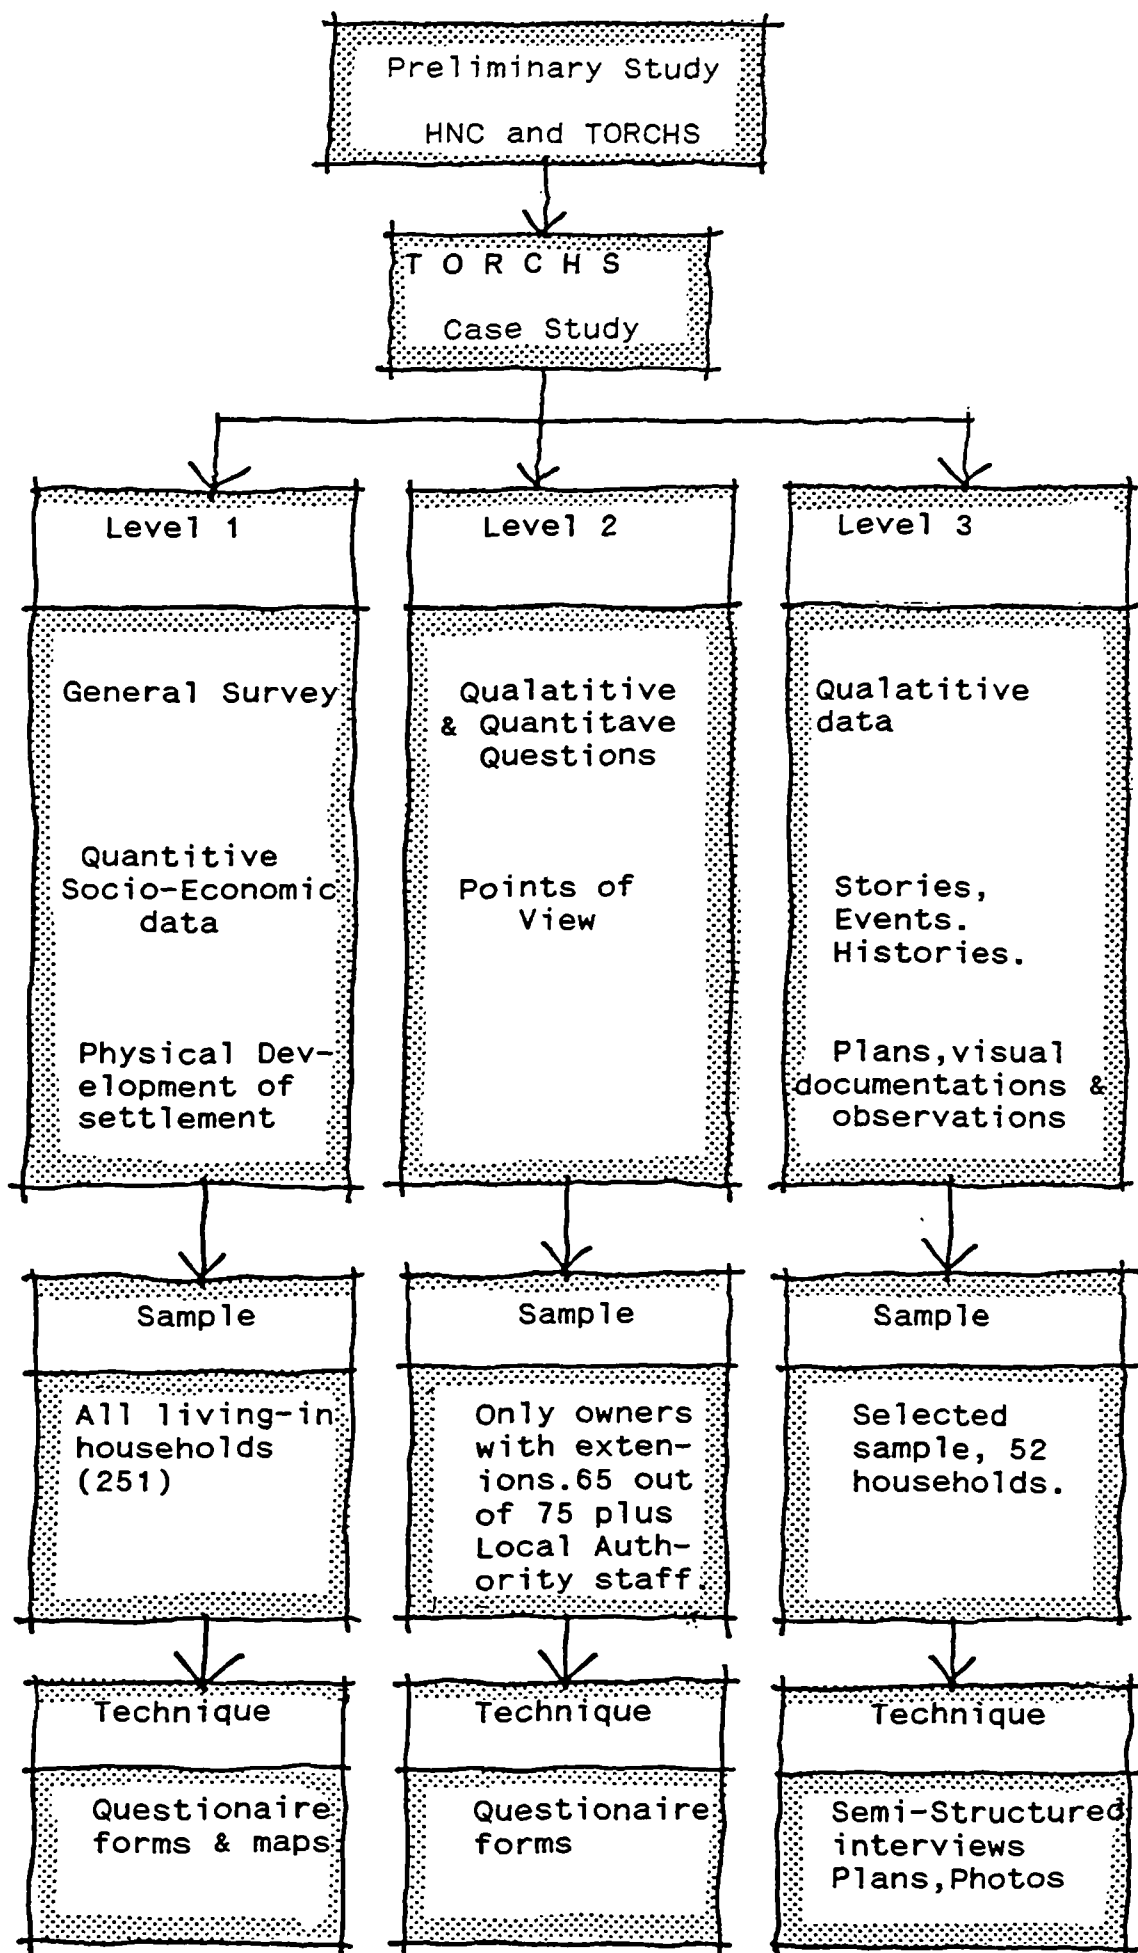 Preliminary Study
HNC and TORCHS
T O R C H S
Case Study
Level 1
General Survey
Quantitive
Socio-Economic
data
Physical Dev-
elopment of
settlement
Sample
All living-in
households
(251)
Technique
Questionaire
forms & maps
Level 2
Qualatitive
& Quantitave
Questions
Points of
View
Sample
Only owners
with exten-
ions.65 out
of 75 plus
Local Auth-
ority staff.
Technique
Questionaire
forms
Level 3
Qualatitive
data
Stories,
Events.
Histories.
Plans,visual
documentations &
observations
Sample
Selected
sample, 52
households.
Technique
Semi-Structured
interviews
Plans,Photos